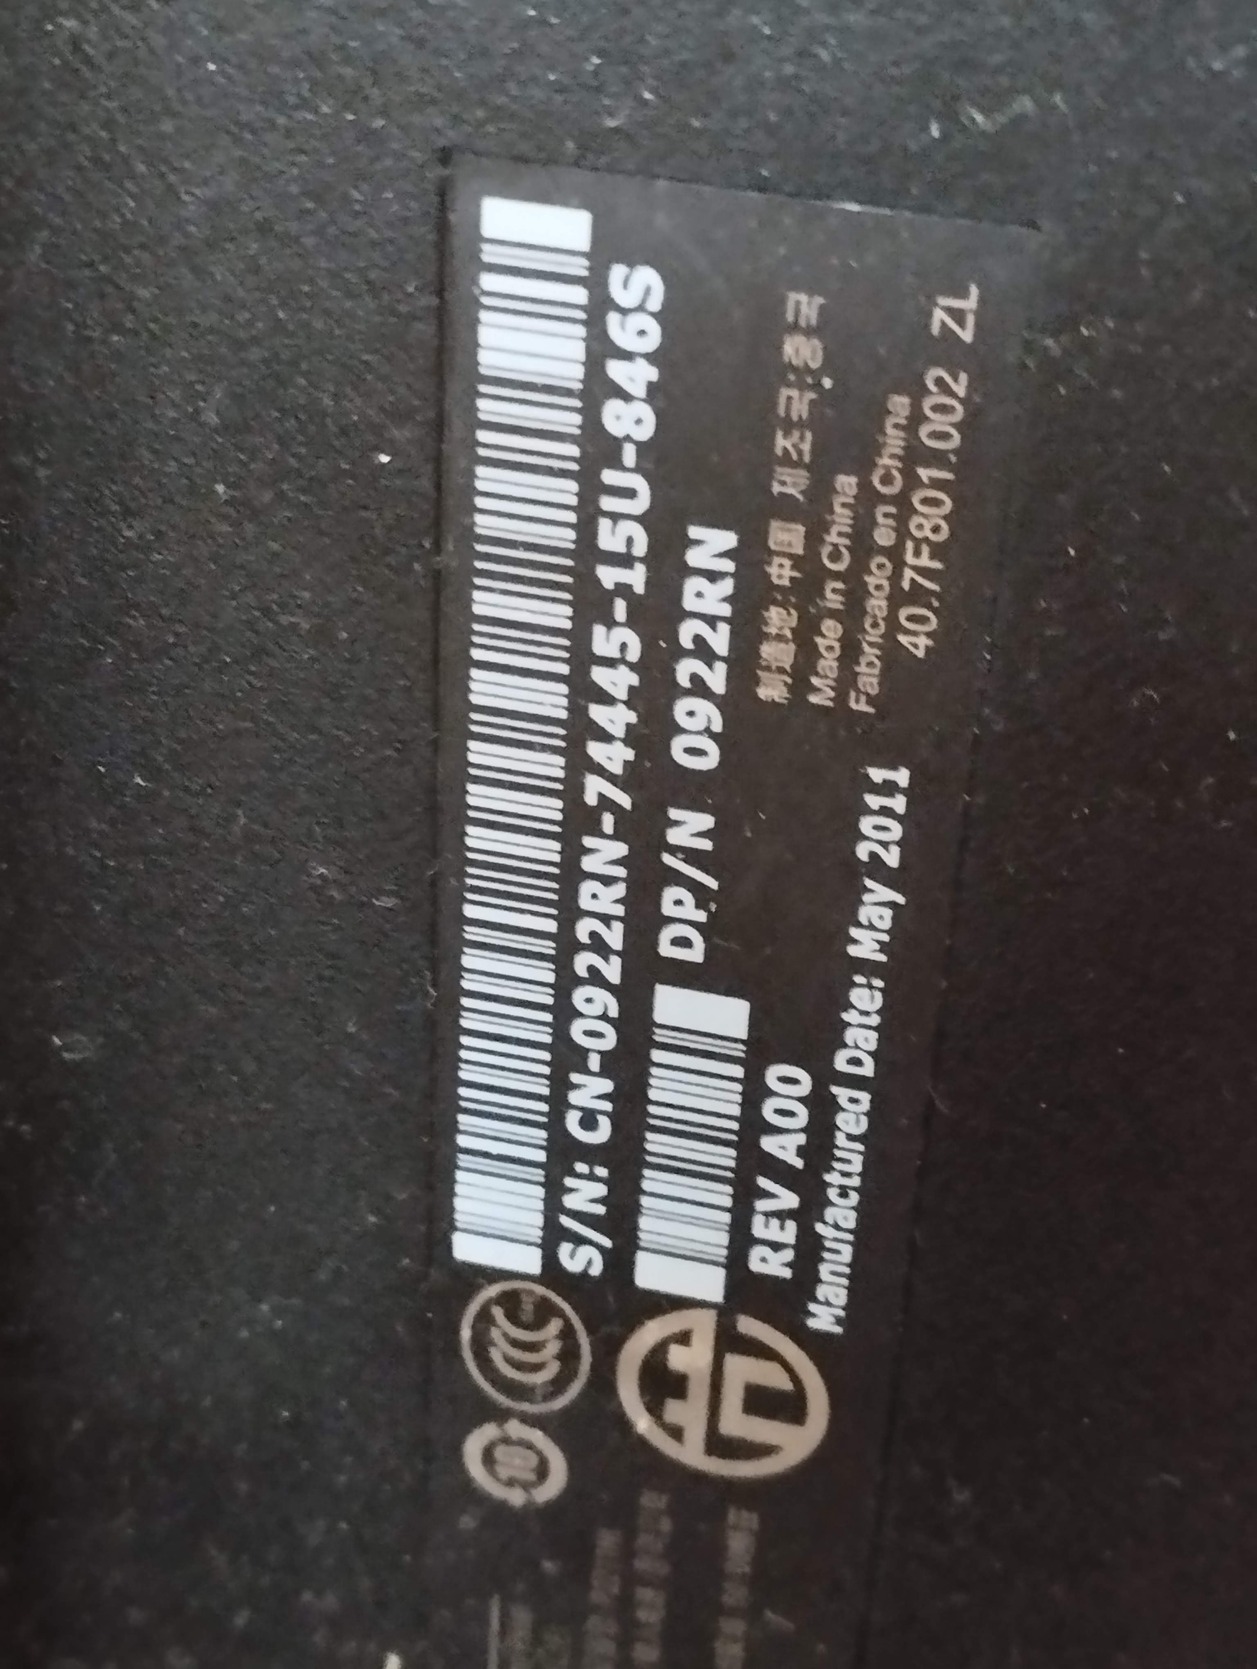 S/N: CN-0922RN-74445-15U-846S
DP/N 0922RN
REV A00
制造地:中国 제조국:중국
Made in China
Fabricado en China
40.7F801.002 ZL
Manufactured Date: May 2011
10